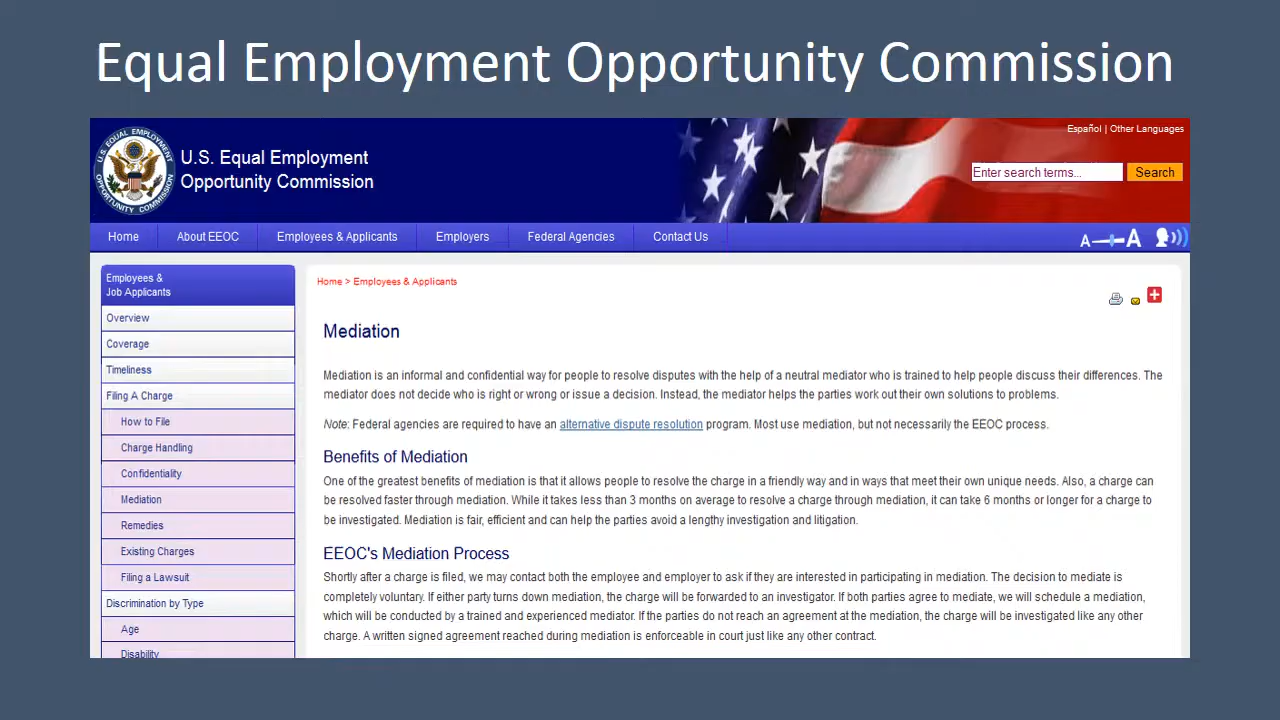 Equal Employment Opportunity Commission
Español | Other Languages
U.S. EQUAL EMPLOYMENT OPPORTUNITY COMMISSION
U.S. Equal Employment
Opportunity Commission
Enter search terms...
Search
Home
About EEOC
Employees & Applicants
Employers
Federal Agencies
Contact Us
A
A
Employees &
Job Applicants
Overview
Coverage
Timeliness
Filing A Charge
How to File
Charge Handling
Confidentiality
Mediation
Remedies
Existing Charges
Filing a Lawsuit
Discrimination by Type
Age
Disability
Home > Employees & Applicants
Mediation
Mediation is an informal and confidential way for people to resolve disputes with the help of a neutral mediator who is trained to help people discuss their differences. The
mediator does not decide who is right or wrong or issue a decision. Instead, the mediator helps the parties work out their own solutions to problems.
Note: Federal agencies are required to have an alternative dispute resolution program. Most use mediation, but not necessarily the EEOC process.
Benefits of Mediation
One of the greatest benefits of mediation is that it allows people to resolve the charge in a friendly way and in ways that meet their own unique needs. Also, a charge can
be resolved faster through mediation. While it takes less than 3 months on average to resolve a charge through mediation, it can take 6 months or longer for a charge to
be investigated. Mediation is fair, efficient and can help the parties avoid a lengthy investigation and litigation.
EEOC's Mediation Process
Shortly after a charge is filed, we may contact both the employee and employer to ask if they are interested in participating in mediation. The decision to mediate is
completely voluntary. If either party turns down mediation, the charge will be forwarded to an investigator. If both parties agree to mediate, we will schedule a mediation,
which will be conducted by a trained and experienced mediator. If the parties do not reach an agreement at the mediation, the charge will be investigated like any other
charge. A written signed agreement reached during mediation is enforceable in court just like any other contract.